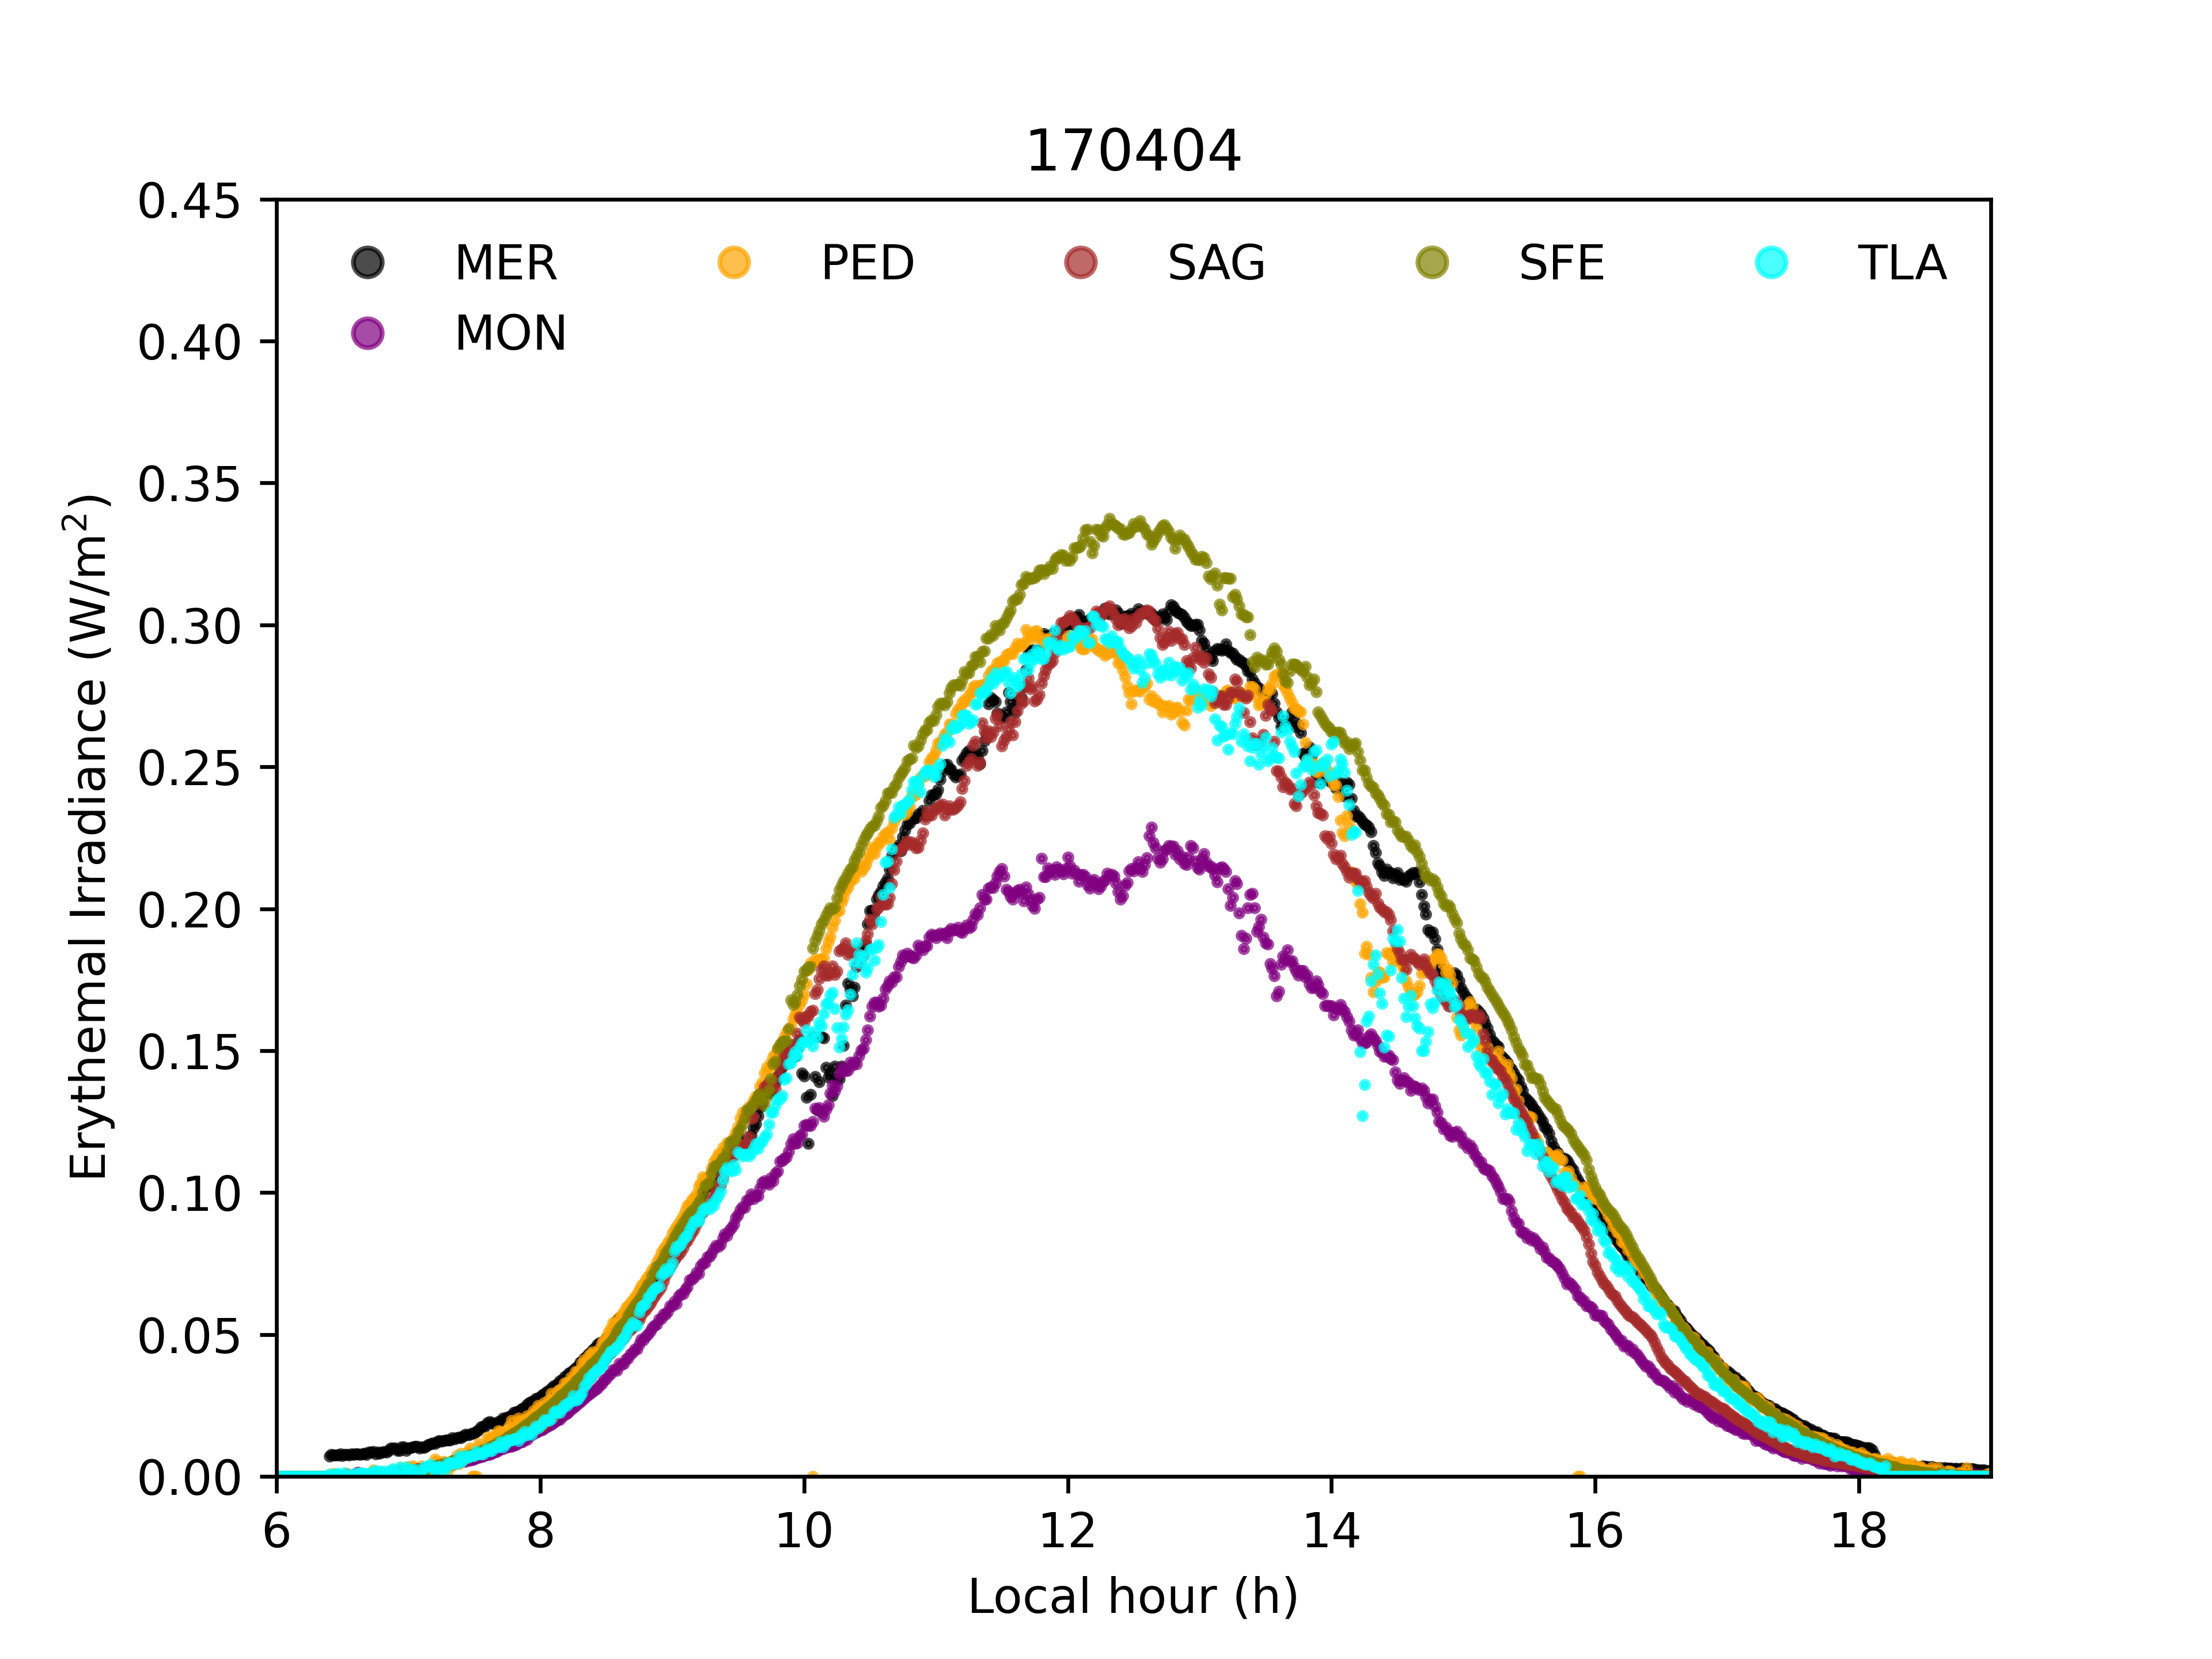 170404
MER PED SAG SFE TLA
MON
0.45
0.40
0.35
0.30
0.25
0.20
0.15
0.10
0.05
0.00
Erythemal Irradiance (W/m²)
6 8 10 12 14 16 18
Local hour (h)